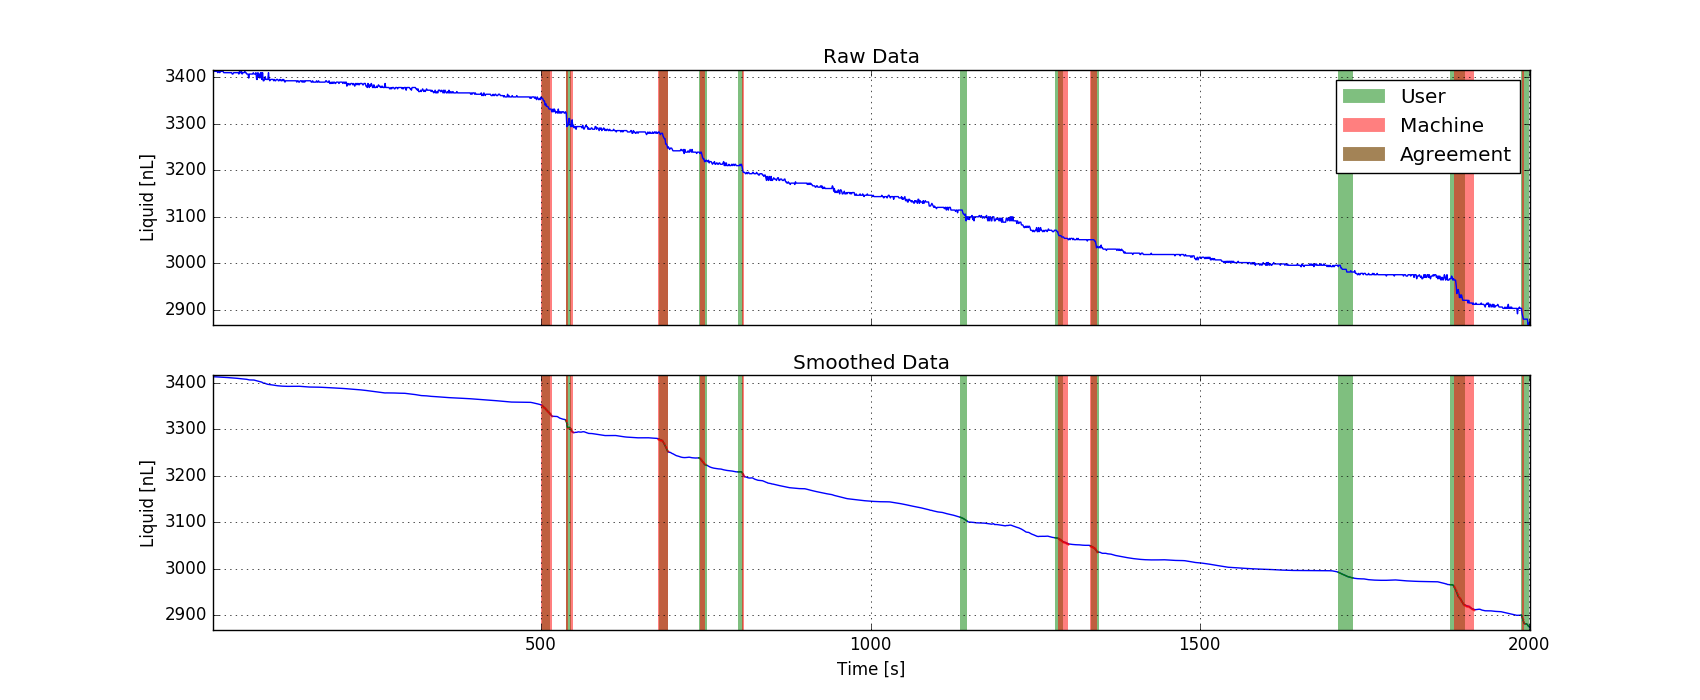 Raw Data
3400
3300
3200
3100
3000
2900
Liquid [nL]
User
Machine
Agreement
Smoothed Data
3400
3300
3200
3100
3000
2900
Liquid [nL]
500
1000
1500
2000
Time [s]